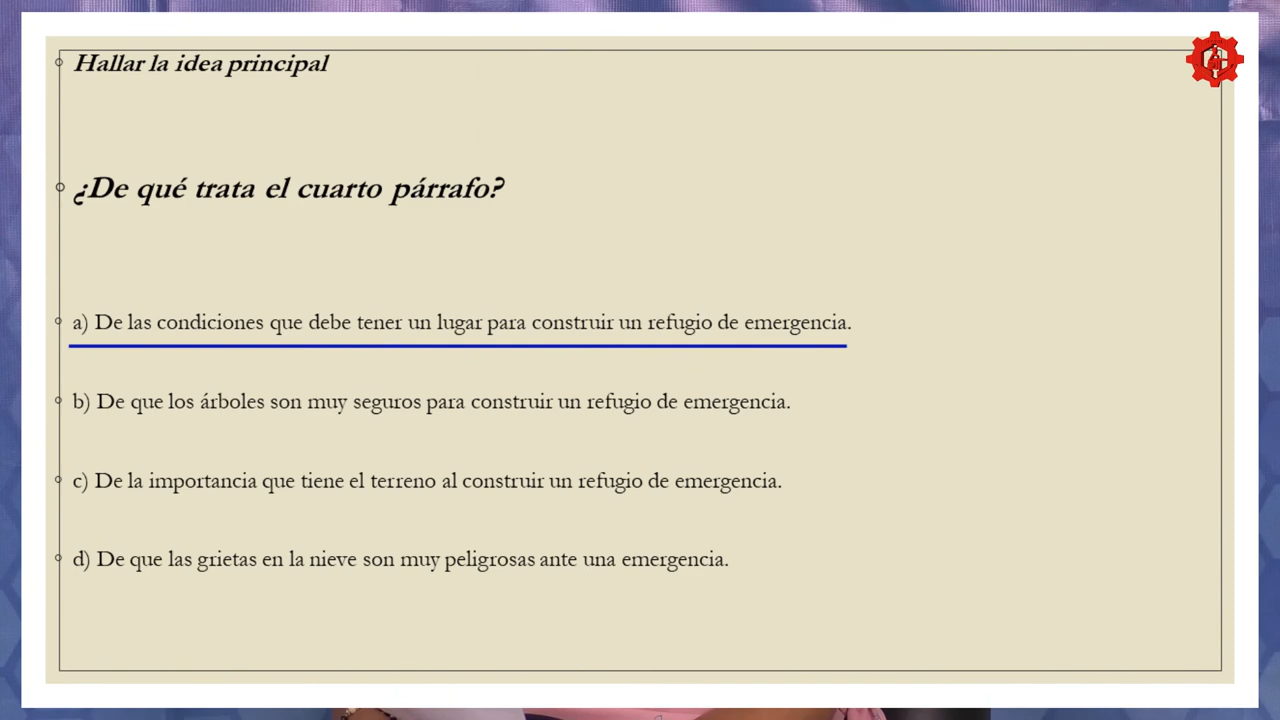 Hallar la idea principal
¿De qué trata el cuarto párrafo?
a) De las condiciones que debe tener un lugar para construir un refugio de emergencia.
b) De que los árboles son muy seguros para construir un refugio de emergencia.
c) De la importancia que tiene el terreno al construir un refugio de emergencia.
d) De que las grietas en la nieve son muy peligrosas ante una emergencia.